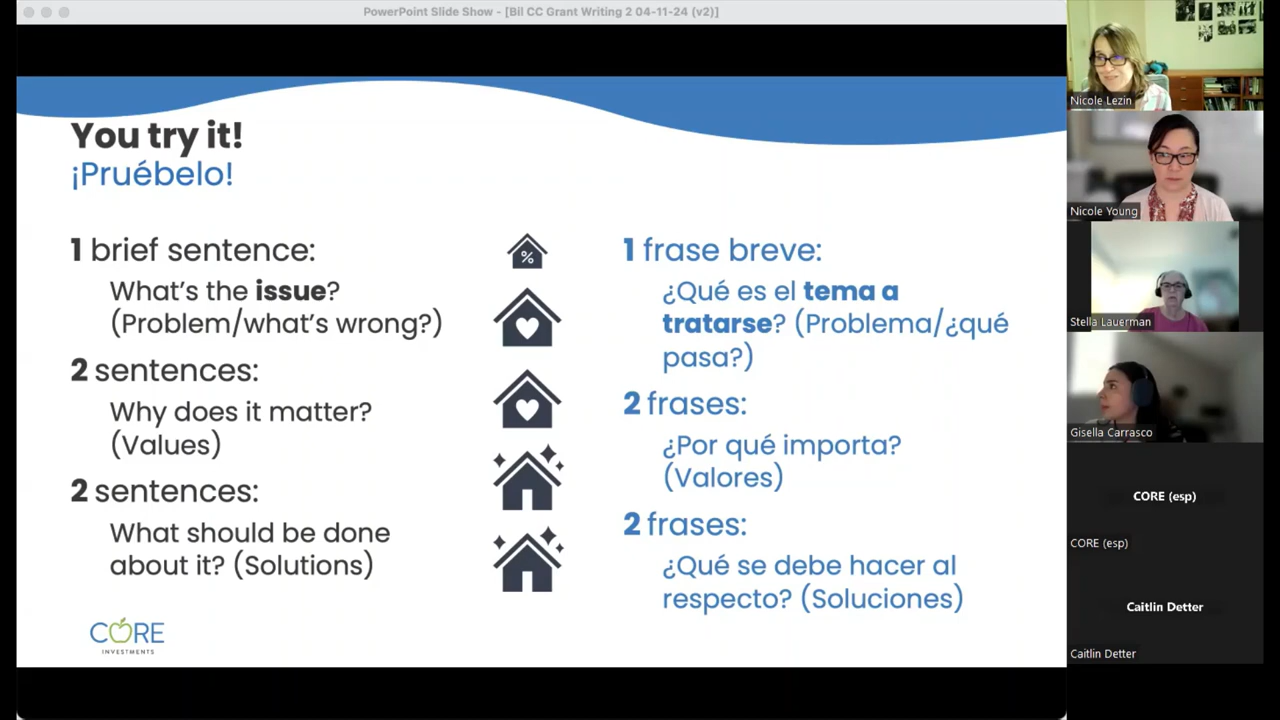 PowerPoint Slide Show - [Bil CC Grant Writing 2 04-11-24 (v2)]
You try it!
¡Pruébelo!
1 brief sentence:
What's the issue?
(Problem/what's wrong?)
2 sentences:
Why does it matter?
(Values)
2 sentences:
What should be done
about it? (Solutions)
%
1 frase breve:
¿Qué es el tema a
tratarse? (Problema/¿qué
pasa?)
2 frases:
¿Por qué importa?
(Valores)
2 frases:
¿Qué se debe hacer al
respecto? (Soluciones)
CORE
INVESTMENTS
Nicole Lezin
Nicole Young
Stella Lauerman
Gisella Carrasco
CORE (esp)
CORE (esp)
Caitlin Detter
Caitlin Detter